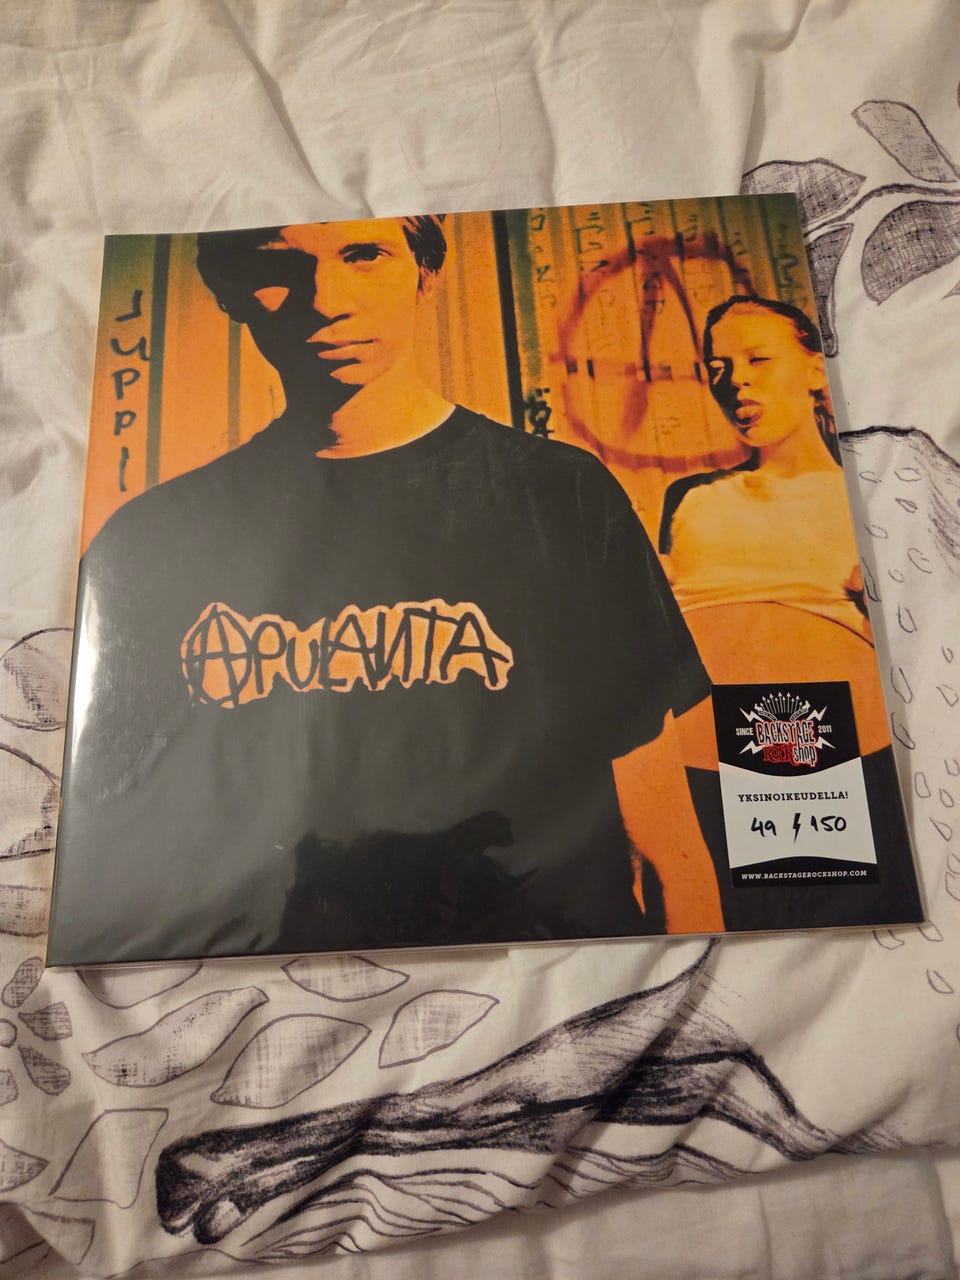 JUPPI
APULANTA
SINCE BACKSTAGE 2011
ROCK shop
YKSINOIKEUDELLA!
49 / 150
WWW.BACKSTAGEROCKSHOP.COM